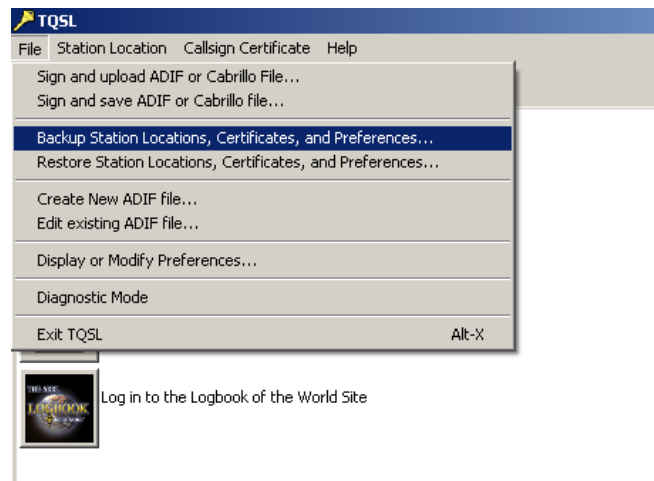 TQSL
File Station Location Callsign Certificate Help
Sign and upload ADIF or Cabrillo File...
Sign and save ADIF or Cabrillo file...
Backup Station Locations, Certificates, and Preferences...
Restore Station Locations, Certificates, and Preferences...
Create New ADIF file...
Edit existing ADIF file...
Display or Modify Preferences...
Diagnostic Mode
Exit TQSL Alt-X
LOGBOOK
Log in to the Logbook of the World Site